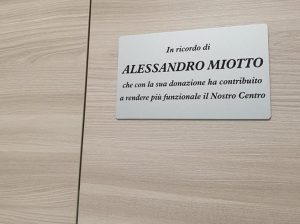 In ricordo di
ALESSANDRO MIOTTO
che con la sua donazione ha contribuito
a rendere più funzionale il Nostro Centro